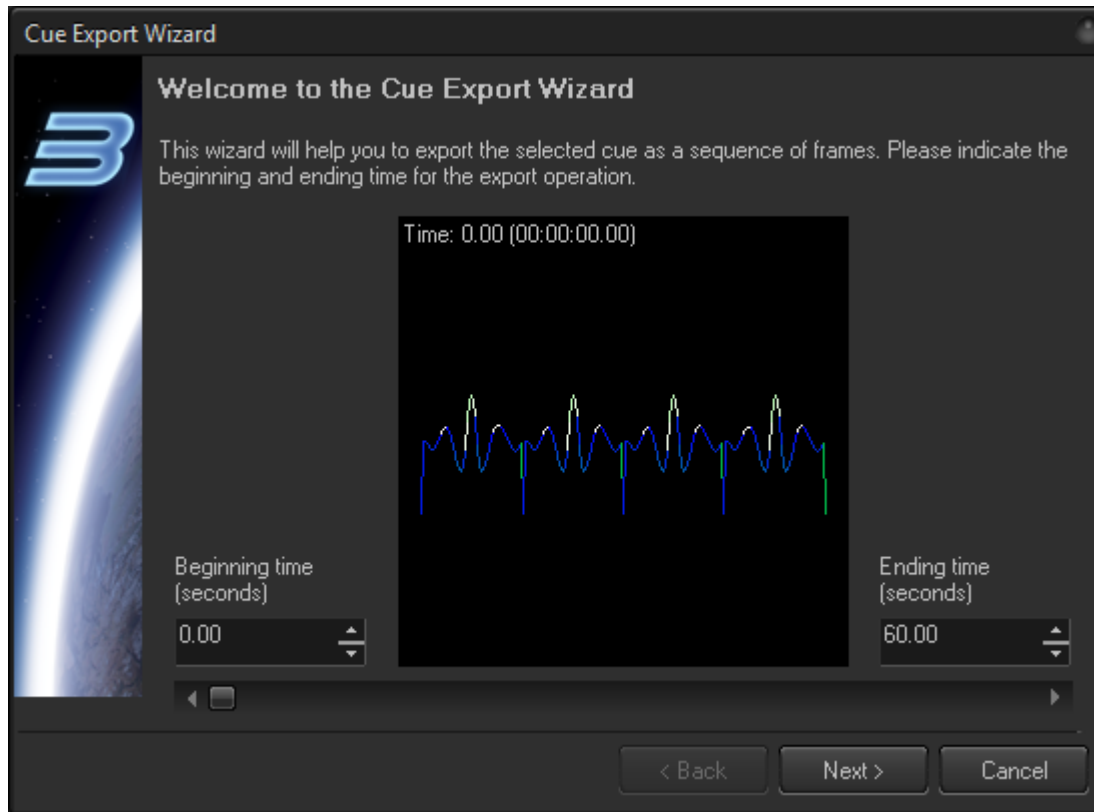 Cue Export Wizard
Welcome to the Cue Export Wizard
This wizard will help you to export the selected cue as a sequence of frames. Please indicate the
beginning and ending time for the export operation.
Time: 0.00 (00:00:00.00)
Beginning time
(seconds)
0.00
Ending time
(seconds)
60.00
< Back
Next >
Cancel